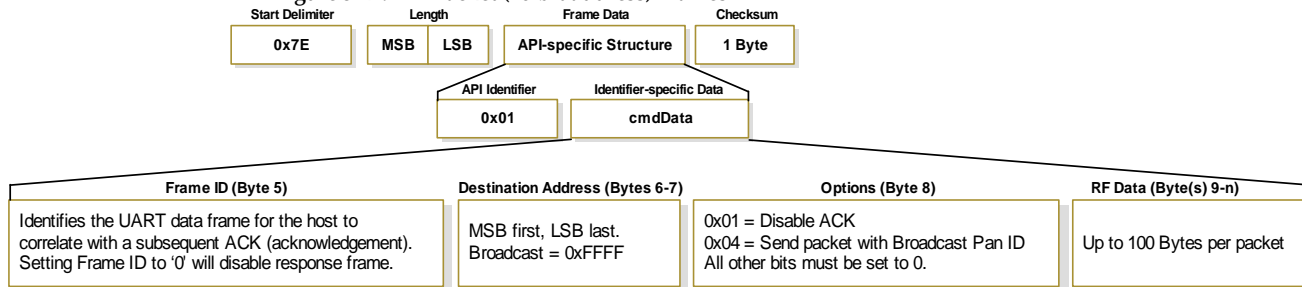 Start Delimiter
Length
Frame Data
Checksum
0x7E
MSB
LSB
API-specific Structure
1 Byte
API Identifier
Identifier-specific Data
0x01
cmdData
Frame ID (Byte 5)
Identifies the UART data frame for the host to
correlate with a subsequent ACK (acknowledgement).
Setting Frame ID to ‘0’ will disable response frame.
Destination Address (Bytes 6-7)
MSB first, LSB last.
Broadcast = 0xFFFF
Options (Byte 8)
0x01 = Disable ACK
0x04 = Send packet with Broadcast Pan ID
All other bits must be set to 0.
RF Data (Byte(s) 9-n)
Up to 100 Bytes per packet